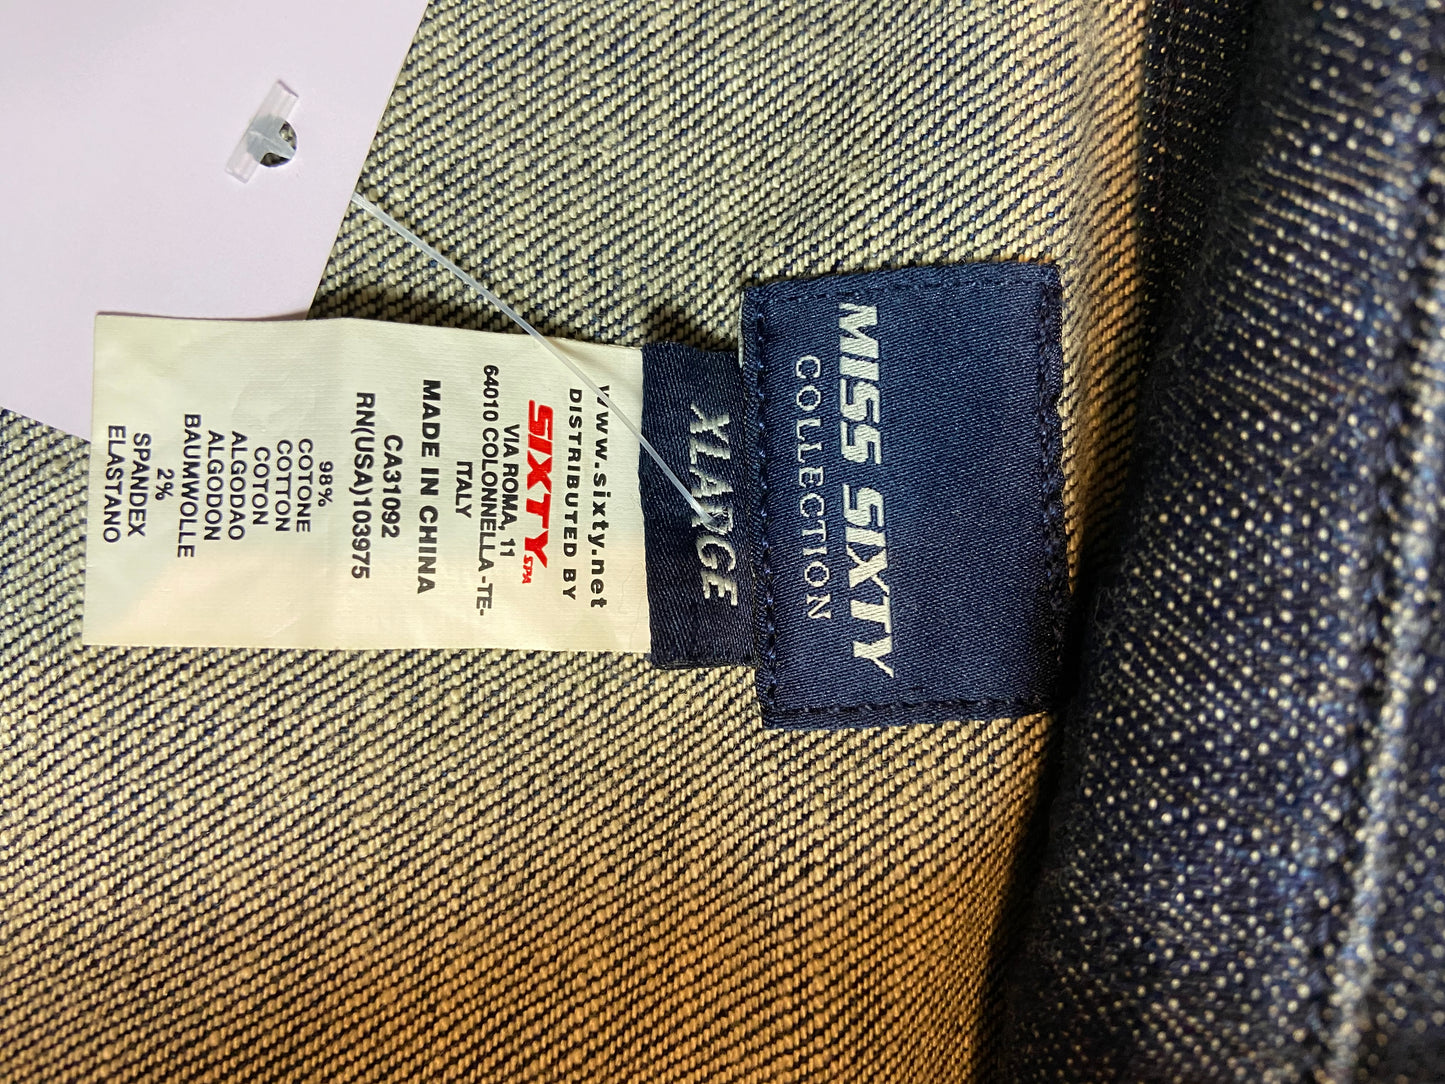 MISS SIXTY
COLLECTION
XLARGE
www.sixty.net
DISTRIBUTED BY
SIXTY SPA
VIA ROMA, 11
64010 COLONNELLA -TE-
ITALY
MADE IN CHINA
CA31092
RN(USA)103975
98%
COTONE
COTTON
COTON
ALGODAO
ALGODON
BAUMWOLLE
2%
SPANDEX
ELASTANO